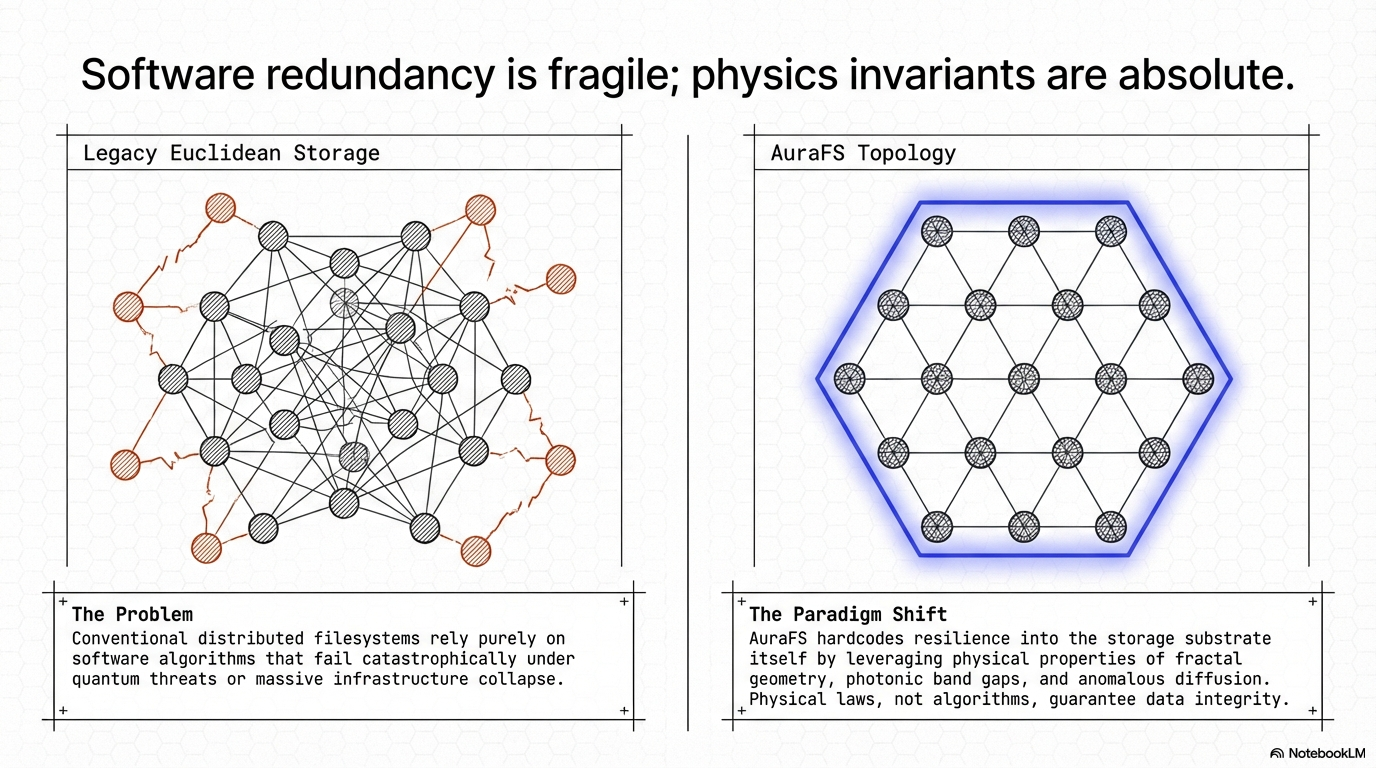 Software redundancy is fragile; physics invariants are absolute.
Legacy Euclidean Storage
The Problem
Conventional distributed filesystems rely purely on
software algorithms that fail catastrophically under
quantum threats or massive infrastructure collapse.
AuraFS Topology
The Paradigm Shift
AuraFS hardcodes resilience into the storage substrate
itself by leveraging physical properties of fractal
geometry, photonic band gaps, and anomalous diffusion.
Physical laws, not algorithms, guarantee data integrity.
NotebookLM